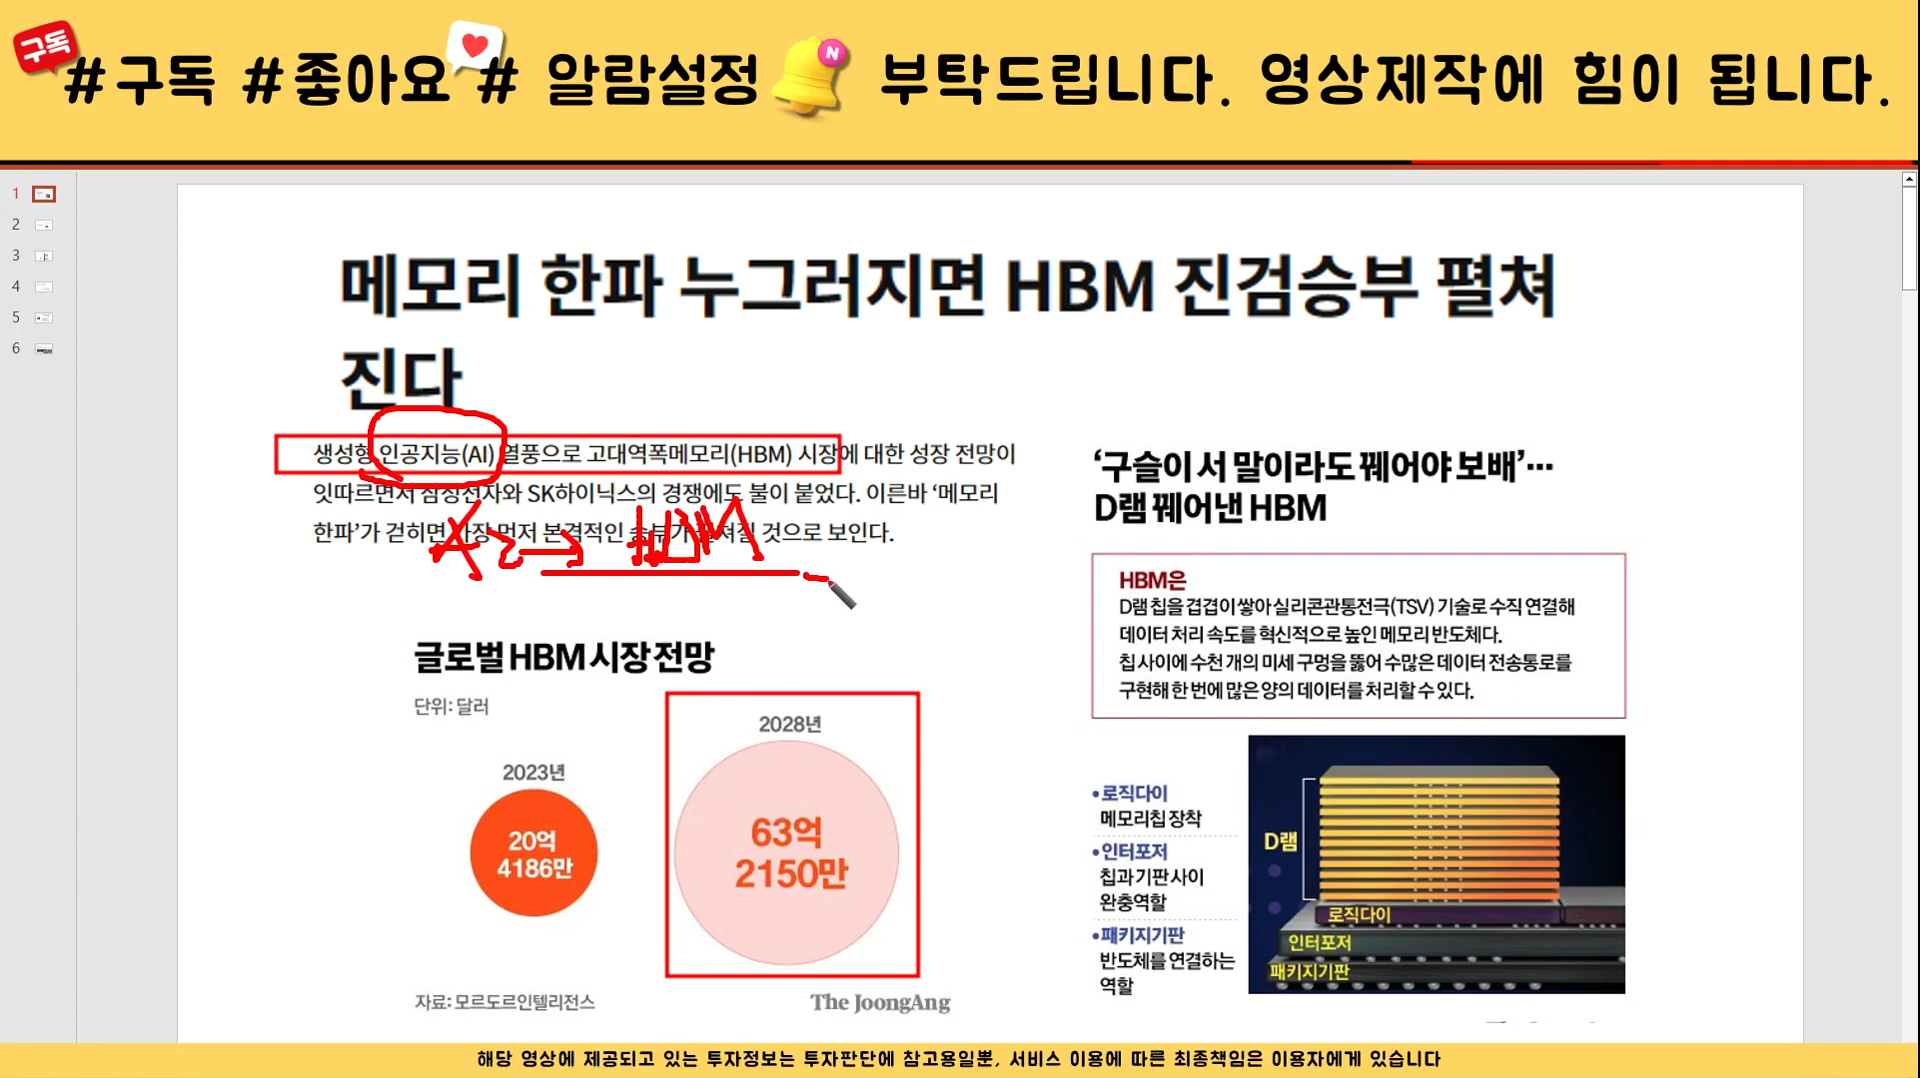 구독
#구독 #좋아요 # 알람설정 N 부탁드립니다. 영상제작에 힘이 됩니다.
1
2
3
4
5
6
메모리 한파 누그러지면 HBM 진검승부 펼쳐
진다
생성형 인공지능(AI) 열풍으로 고대역폭메모리(HBM) 시장에 대한 성장 전망이
잇따르면서 삼성전자와 SK하이닉스의 경쟁에도 불이 붙었다. 이른바 ‘메모리
한파’가 걷히면 가장 먼저 본격적인 승부가 펼쳐질 것으로 보인다.
HBM
글로벌 HBM 시장 전망
단위: 달러
2023년
20억
4186만
2028년
63억
2150만
자료: 모르도르인텔리전스
The JoongAng
‘구슬이 서 말이라도 꿰어야 보배’…
D램 꿰어낸 HBM
HBM은
D램 칩을 겹겹이 쌓아 실리콘관통전극(TSV) 기술로 수직 연결해
데이터 처리 속도를 혁신적으로 높인 메모리 반도체다.
칩 사이에 수천 개의 미세 구멍을 뚫어 수많은 데이터 전송통로를
구현해 한 번에 많은 양의 데이터를 처리할 수 있다.
•로직다이
메모리칩 장착
•인터포저
칩과 기판 사이
완충역할
•패키지기판
반도체를 연결하는
역할
D램
로직다이
인터포저
패키지기판
해당 영상에 제공되고 있는 투자정보는 투자판단에 참고용일뿐, 서비스 이용에 따른 최종책임은 이용자에게 있습니다